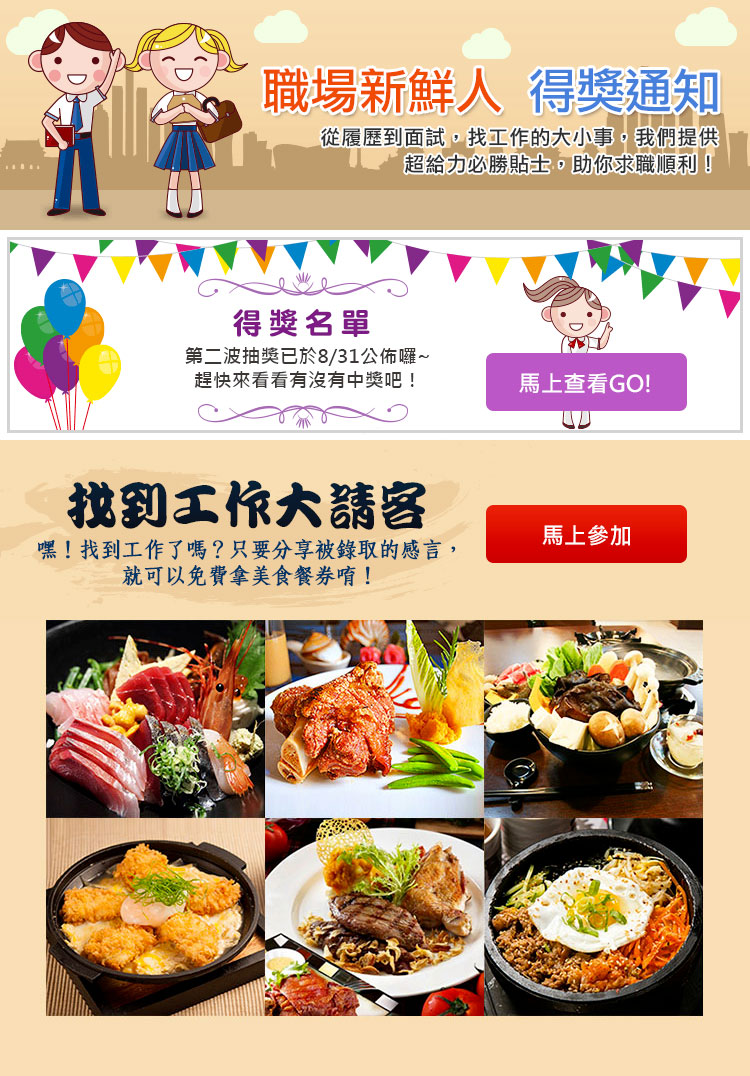 職場新鮮人 得獎通知
從履歷到面試，找工作的大小事，我們提供
超給力必勝貼士，助你求職順利！
得獎名單
第二波抽獎已於8/31公佈囉~
趕快來看看有沒有中獎吧！
馬上查看GO!
找到工作大請客
嘿！找到工作了嗎？只要分享被錄取的感言，
就可以免費拿美食餐券唷！
馬上參加